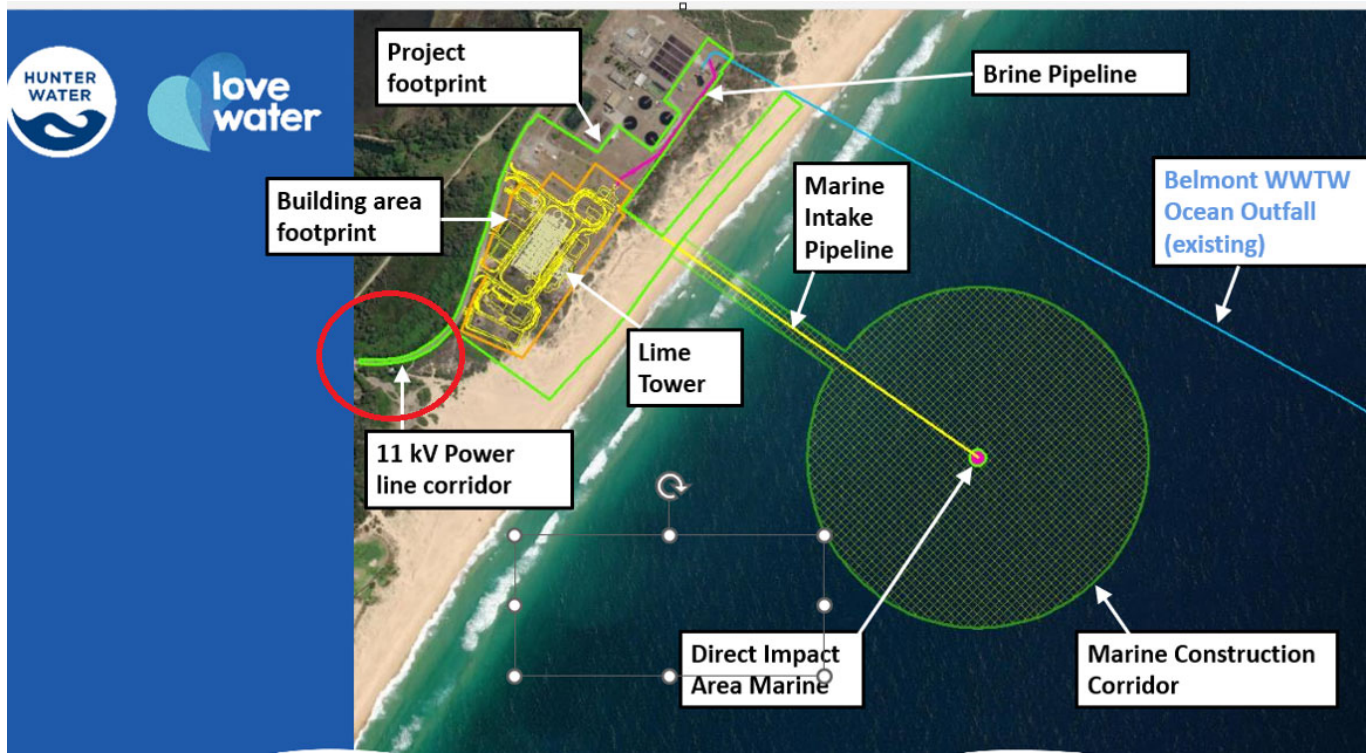 HUNTER
WATER
love
water
Project
footprint
Brine Pipeline
Building area
footprint
Marine
Intake
Pipeline
Belmont WWTW
Ocean Outfall
(existing)
Lime
Tower
11 kV Power
line corridor
Direct Impact
Area Marine
Marine Construction
Corridor